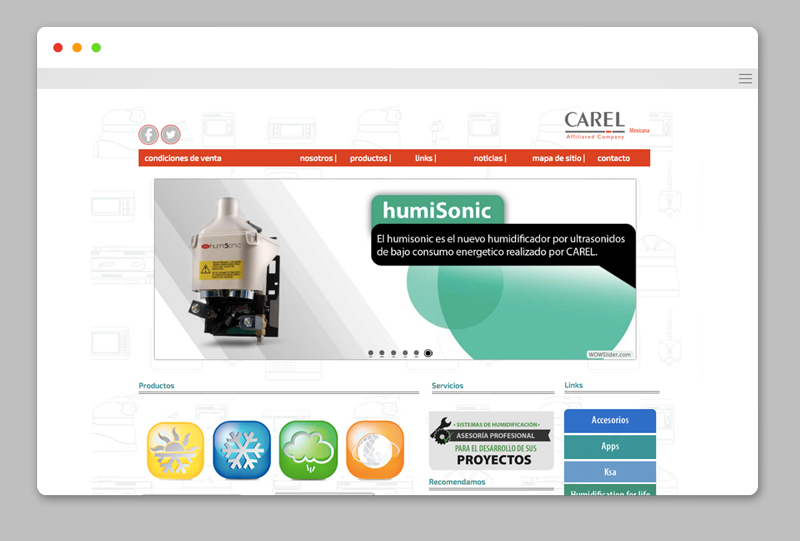 CAREL
Affiliated Company
Mexicana
condiciones de venta
nosotros |
productos |
links |
noticias |
mapa de sitio |
contacto
humiSonic
humiSonic
El humisonic es el nuevo humidificador por ultrasonidos
de bajo consumo energetico realizado por CAREL.
WOWSlider.com
Productos
Servicios
Links
• SISTEMAS DE HUMIDIFICACIÓN•
ASESORÍA PROFESIONAL
PARA EL DESARROLLO DE SUS
PROYECTOS
Recomendamos
Accesorios
Apps
Ksa
Humidification for life